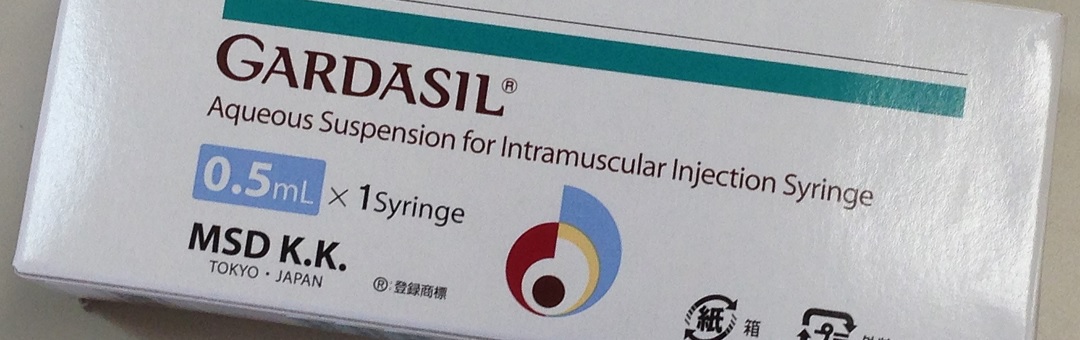 GARDASIL®
Aqueous Suspension for Intramuscular Injection Syringe
0.5mL × 1Syringe
MSD K.K.
TOKYO・JAPAN
®:登録商標
紙 箱